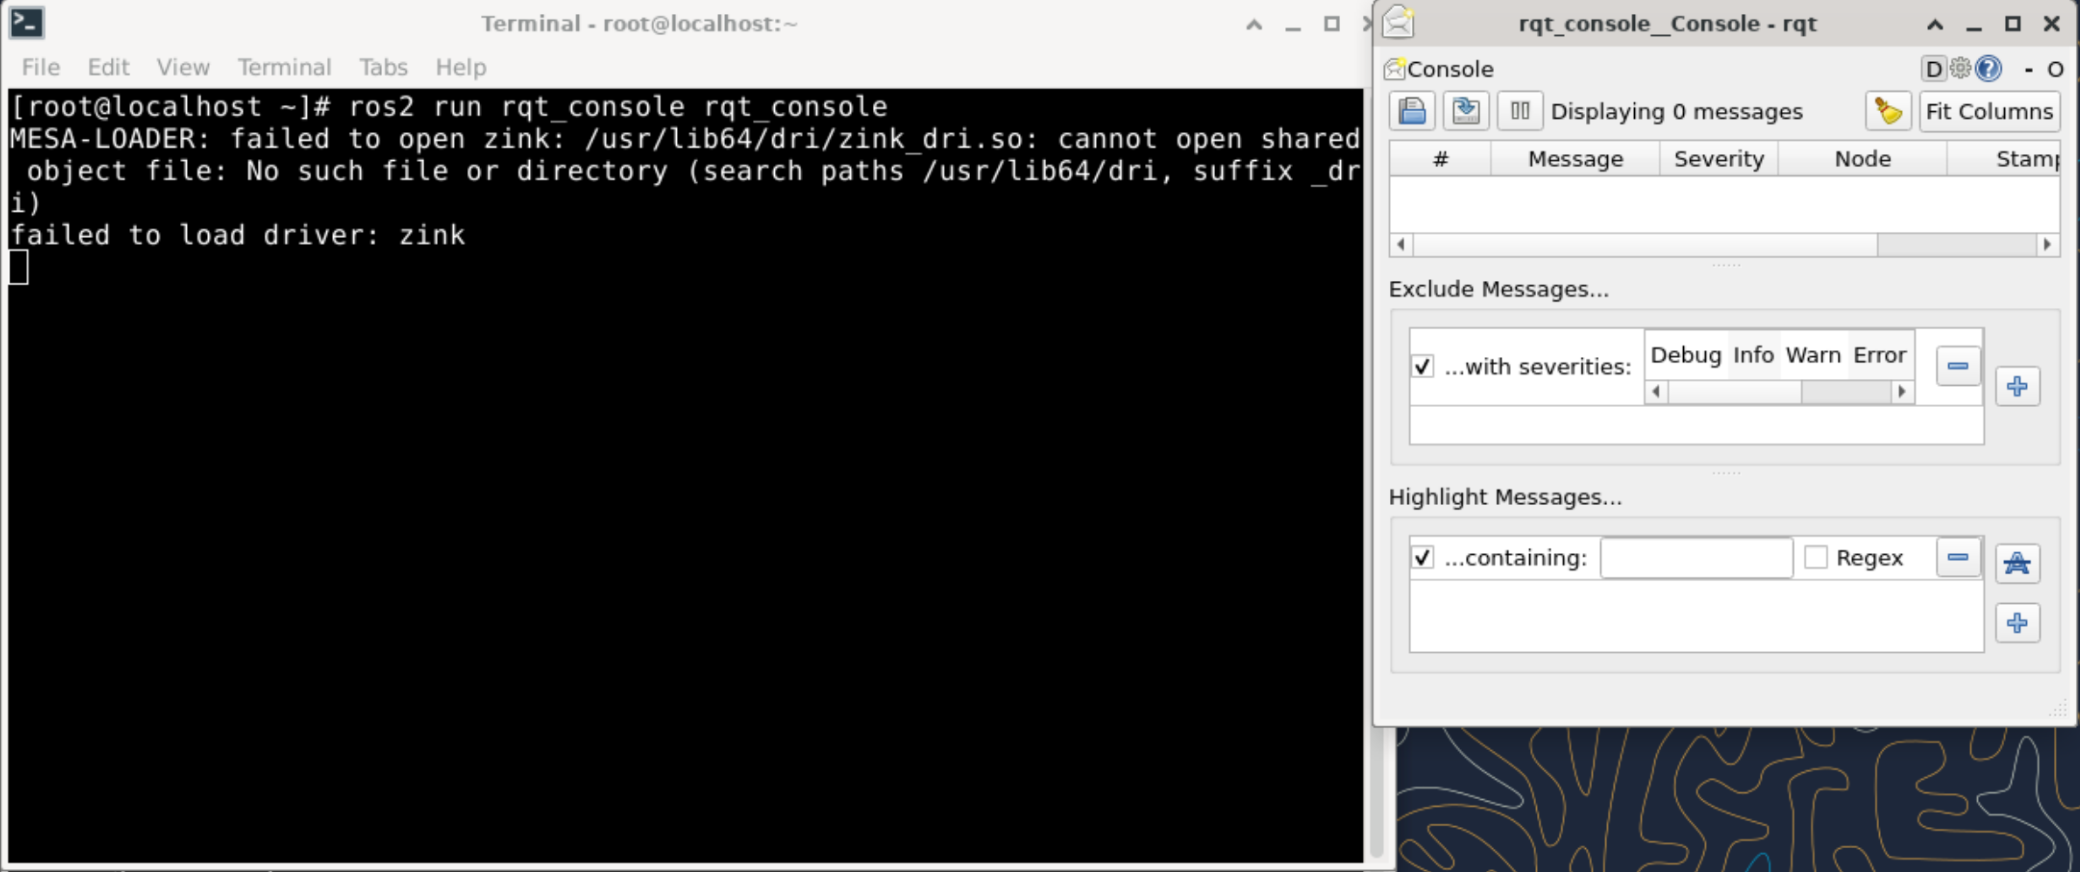 Terminal - root@localhost:~
File Edit View Terminal Tabs Help
[root@localhost ~]# ros2 run rqt_console rqt_console
MESA-LOADER: failed to open zink: /usr/lib64/dri/zink_dri.so: cannot open shared
object file: No such file or directory (search paths /usr/lib64/dri, suffix _dr
i)
failed to load driver: zink
rqt_console__Console - rqt
Console D - O
Displaying 0 messages Fit Columns
# Message Severity Node Stamp
Exclude Messages...
...with severities: Debug Info Warn Error
Highlight Messages...
...containing: Regex